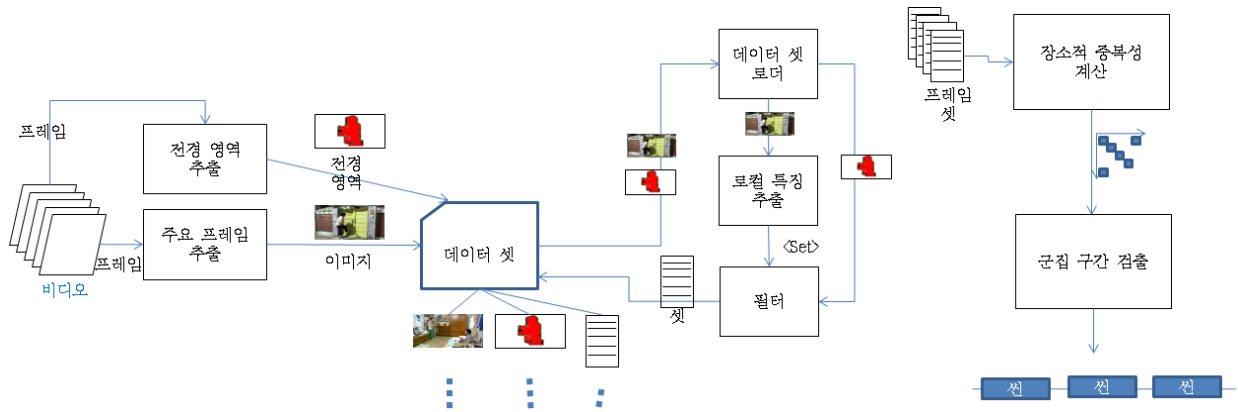 프레임
전경 영역
추출
전경
영역
주요 프레임
추출
프레임
비디오
이미지
데이터 셋
데이터 셋
로더
로컬 특징
추출
<Set>
필터
셋
프레임
셋
장소적 중복성
계산
군집 구간 검출
씬
씬
씬